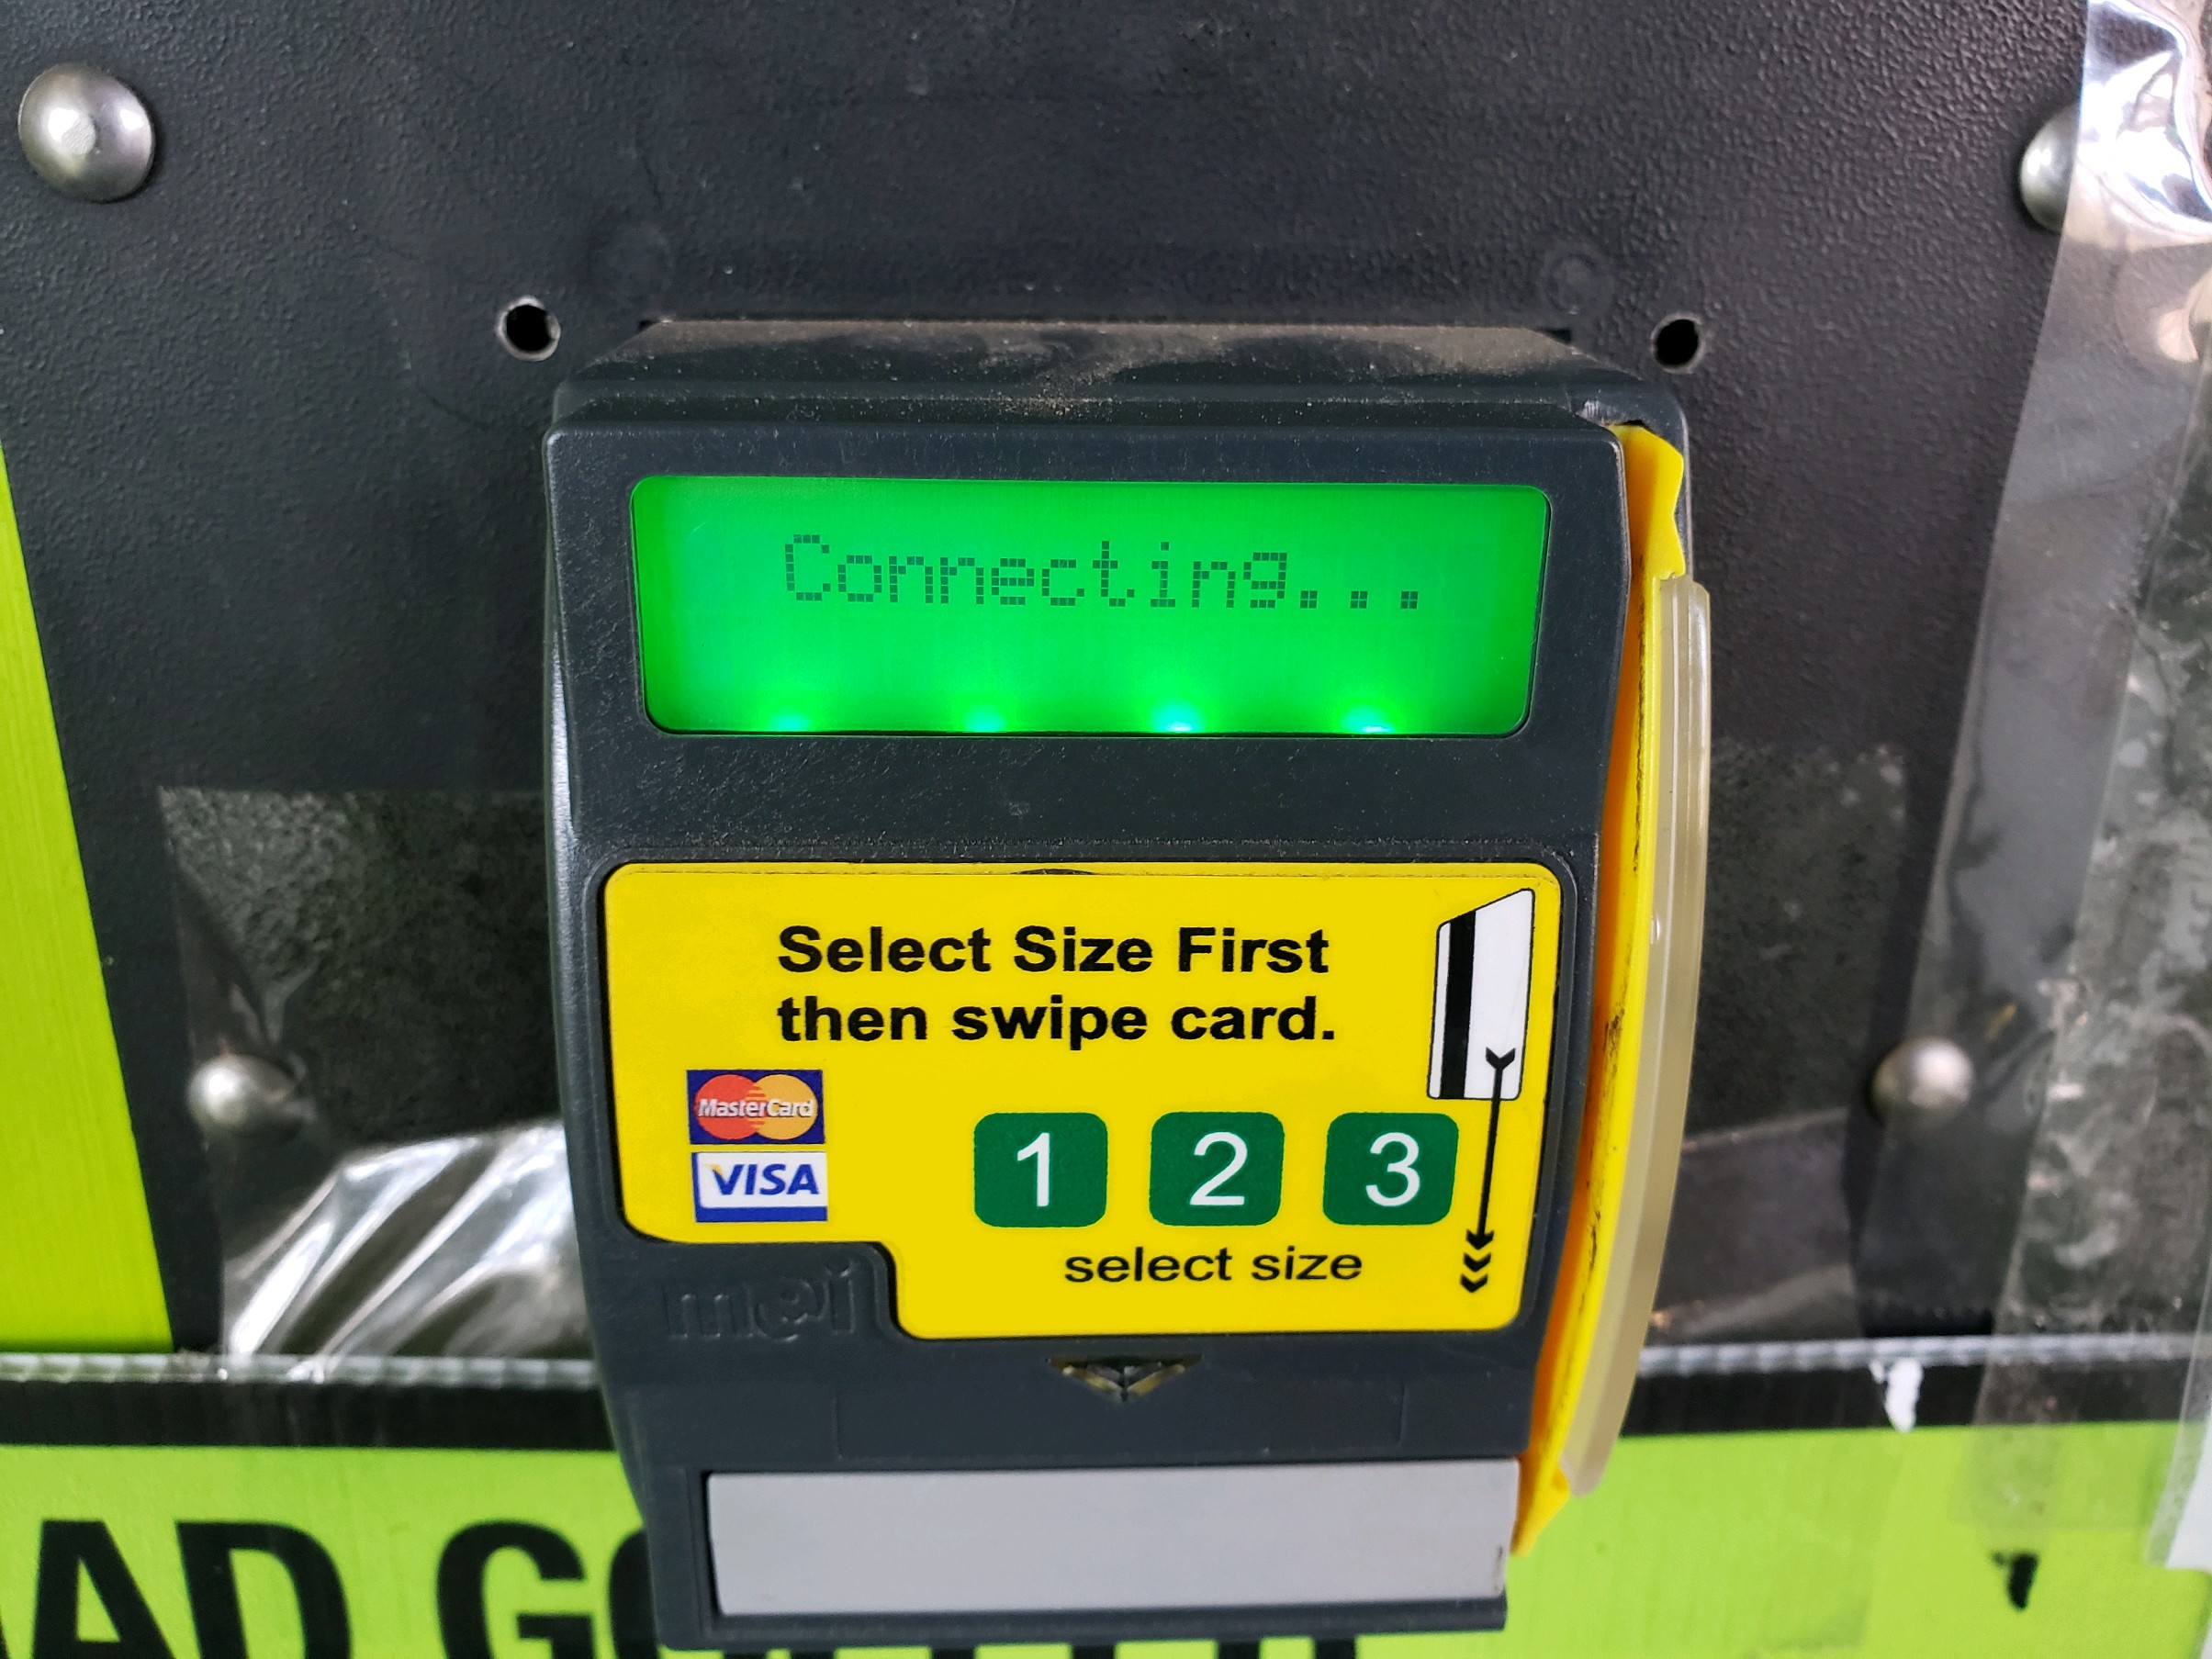 Connecting...
Select Size First
then swipe card.
MasterCard
VISA
1 2 3
select size
mei